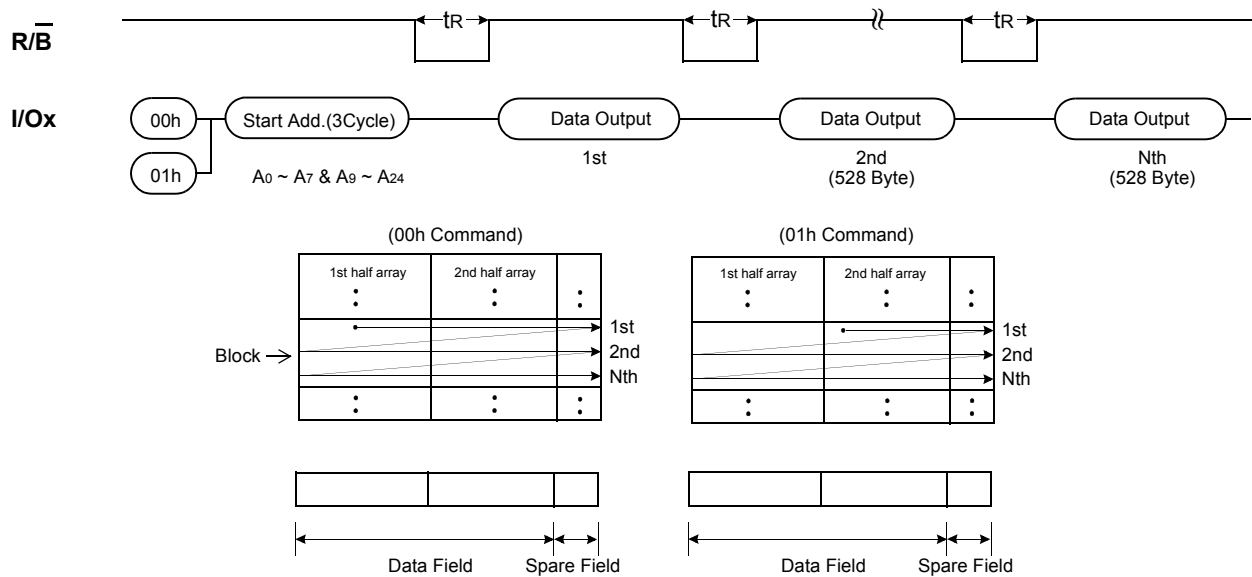 tR tR tR
R/B̅
I/Ox
00h Start Add.(3Cycle) Data Output Data Output Data Output
01h
A0 ~ A7 & A9 ~ A24
1st 2nd Nth
(528 Byte) (528 Byte)
(00h Command) (01h Command)
1st half array 2nd half array 1st half array 2nd half array
1st 1st
Block 2nd 2nd
Nth Nth
Data Field Spare Field Data Field Spare Field